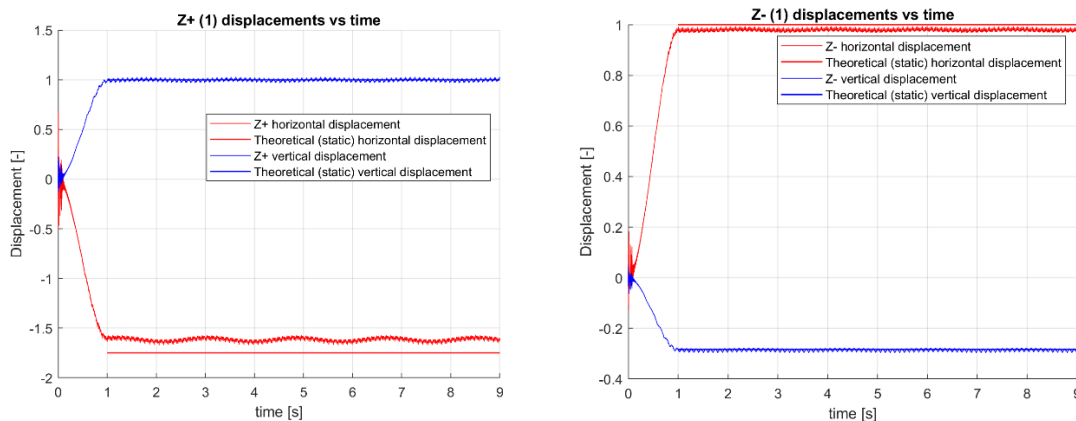 Z+ (1) displacements vs time
1.5
1
0.5
0
-0.5
-1
-1.5
-2
Displacement [-]
Z+ horizontal displacement
Theoretical (static) horizontal displacement
Z+ vertical displacement
Theoretical (static) vertical displacement
0 1 2 3 4 5 6 7 8 9
time [s]
Z- (1) displacements vs time
1
0.8
0.6
0.4
0.2
0
-0.2
-0.4
Displacement [-]
Z- horizontal displacement
Theoretical (static) horizontal displacement
Z- vertical displacement
Theoretical (static) vertical displacement
0 1 2 3 4 5 6 7 8 9
time [s]